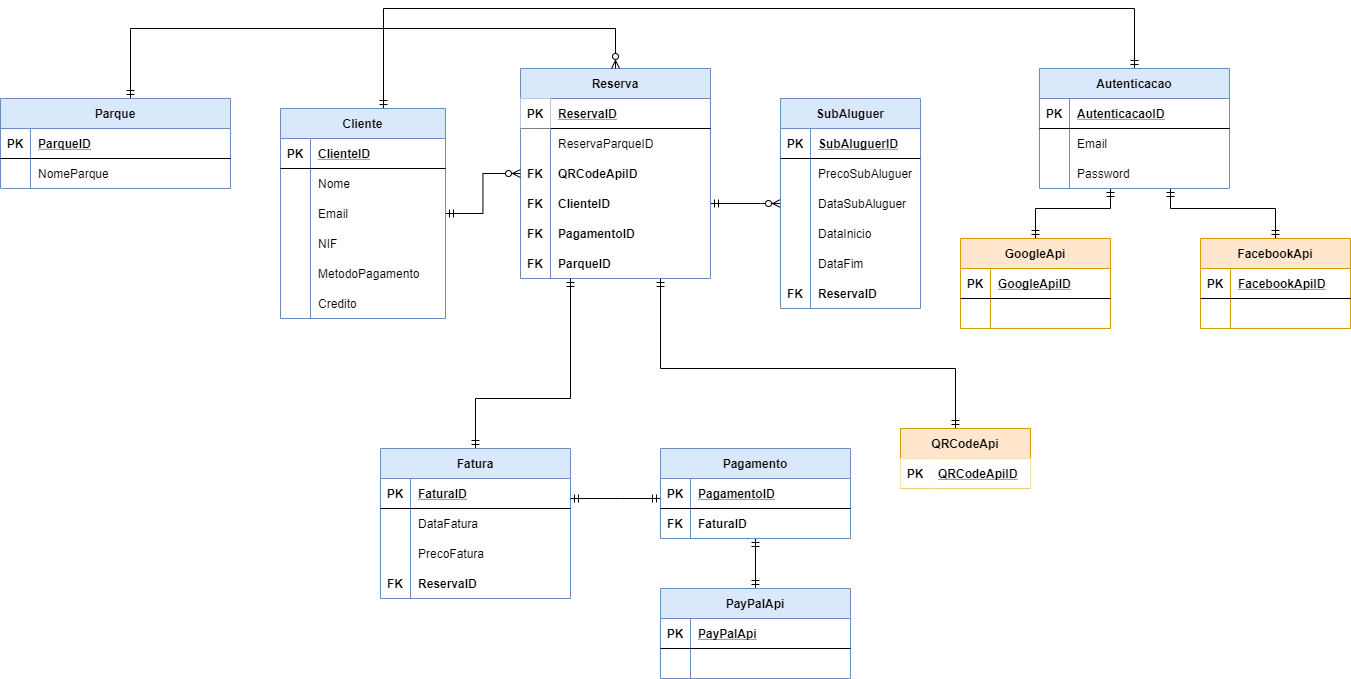 Parque
PK ParqueID
NomeParque
Cliente
PK ClienteID
Nome
Email
NIF
MetodoPagamento
Credito
Reserva
PK ReservaID
ReservaParqueID
FK QRCodeApiID
FK ClienteID
FK PagamentoID
FK ParqueID
SubAluguer
PK SubAluguerID
PrecoSubAluguer
DataSubAluguer
DataInicio
DataFim
FK ReservaID
Autenticacao
PK AutenticacaoID
Email
Password
GoogleApi
PK GoogleApiID
FacebookApi
PK FacebookApiID
QRCodeApi
PK QRCodeApiID
Fatura
PK FaturaID
DataFatura
PrecoFatura
FK ReservaID
Pagamento
PK PagamentoID
FK FaturaID
PayPalApi
PK PayPalApi